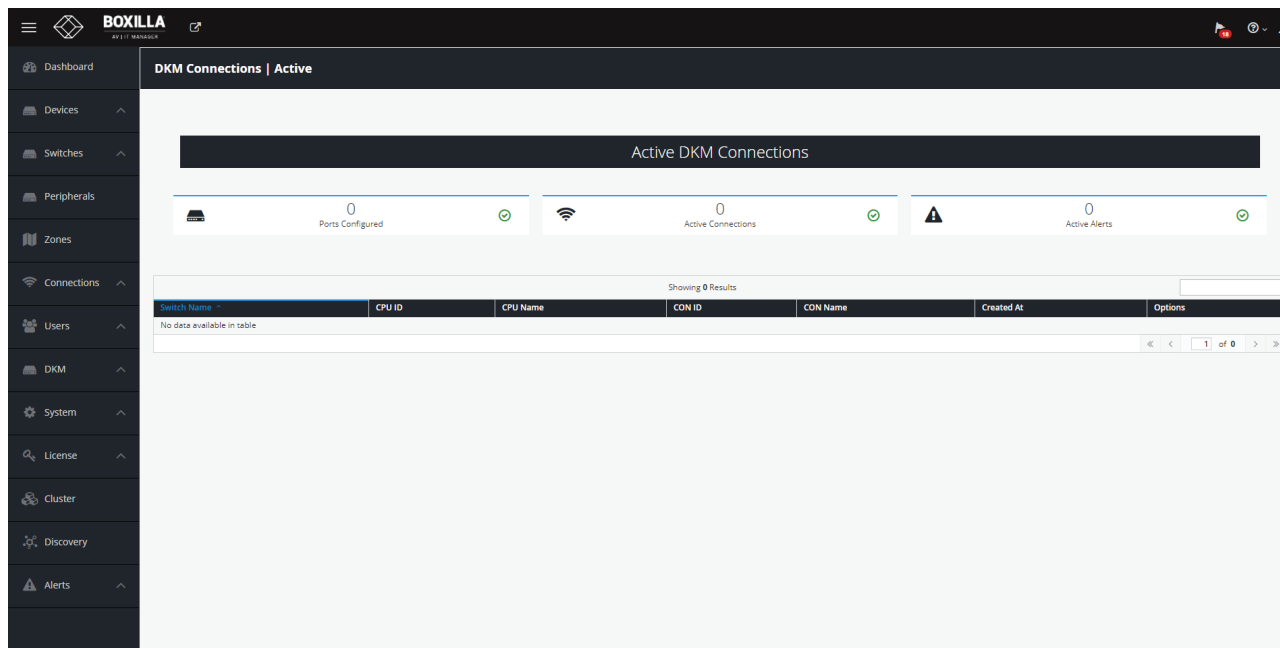 BOXILLA
AV | IT MANAGER
18
Dashboard
DKM Connections | Active
Devices
Switches
Peripherals
Zones
Connections
Users
DKM
System
License
Cluster
Discovery
Alerts
Active DKM Connections
0
Ports Configured
0
Active Connections
0
Active Alerts
Showing 0 Results
Switch Name CPU ID CPU Name CON ID CON Name Created At Options
No data available in table
« < 1 of 0 > »